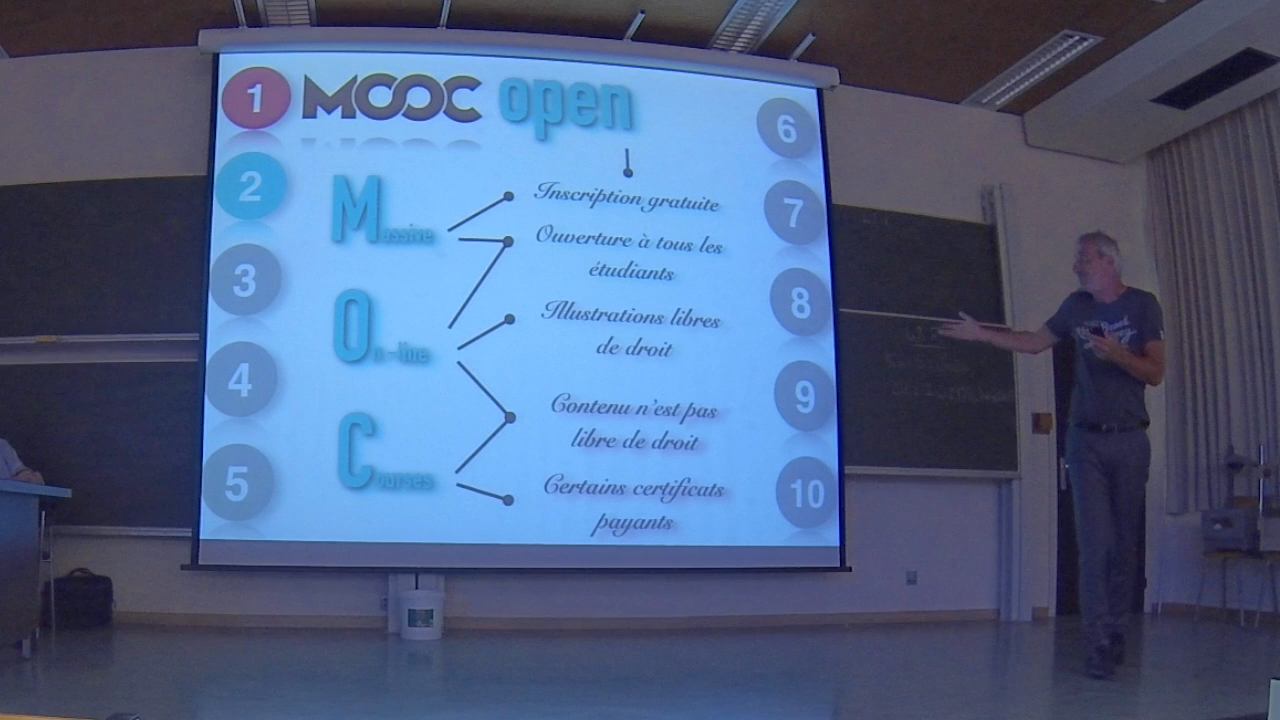 1 MOOC open
2
3
4
5
Massive
On-line
Courses
Inscription gratuite
Ouverture à tous les
étudiants
Illustrations libres
de droit
Contenu n'est pas
libre de droit
Certains certificats
payants
6
7
8
9
10